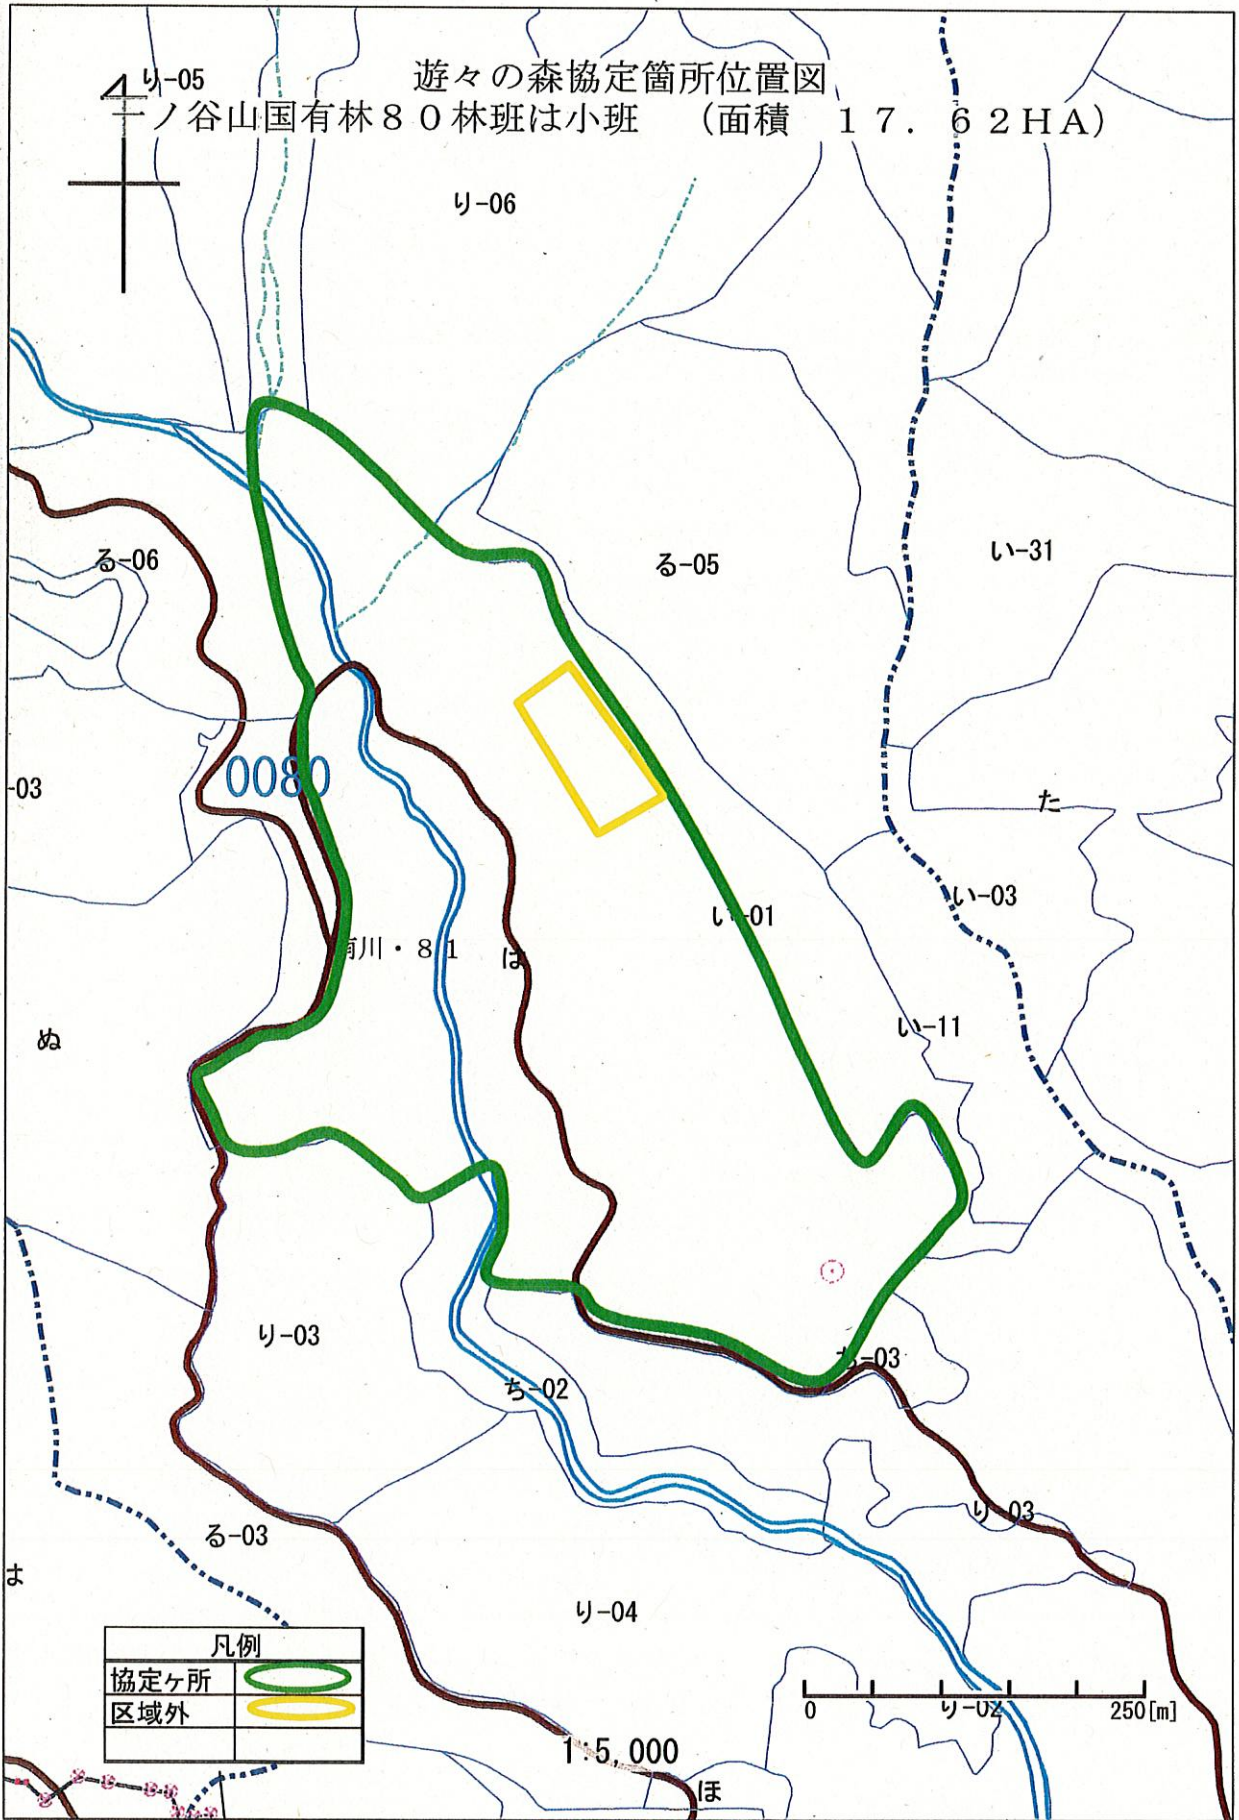 遊々の森協定箇所位置図
一ノ谷山国有林80林班は小班 （面積 17.62HA）
り-05
り-06
る-06
る-05
い-31
0080
-03
た
い-03
い-01
南川・81
は
い-11
ぬ
り-03
ち-03
ち-02
り-03
る-03
は
り-04
凡例
協定ヶ所
区域外
0
り-02
250[m]
1:5,000
ほ